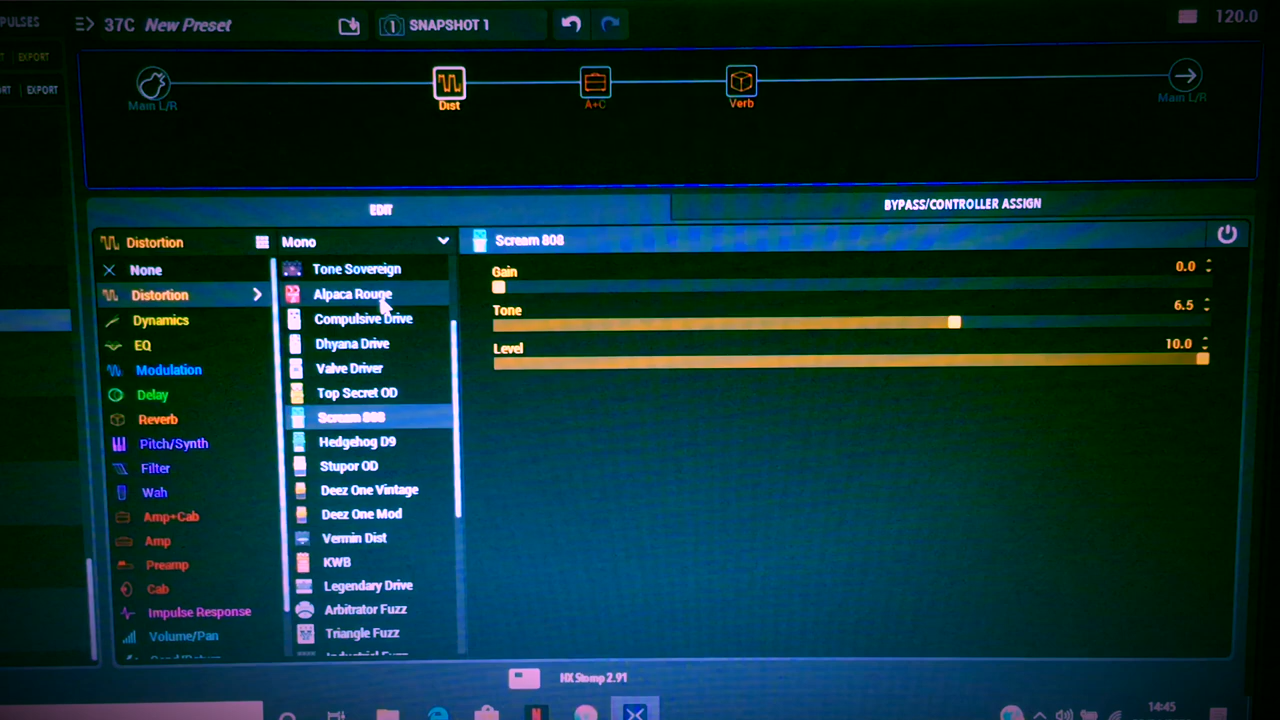 PULSES
37C New Preset
1 SNAPSHOT 1
120.0
EXPORT
EXPORT
Main L/R
Dist
A+C
Verb
Main L/R
EDIT
BYPASS/CONTROLLER ASSIGN
Distortion
Mono
Scream 808
None
Distortion
Dynamics
EQ
Modulation
Delay
Reverb
Pitch/Synth
Filter
Wah
Amp+Cab
Amp
Preamp
Cab
Impulse Response
Volume/Pan
Tone Sovereign
Alpaca Rouge
Compulsive Drive
Dhyana Drive
Valve Driver
Top Secret OD
Scream 808
Hedgehog D9
Stupor OD
Deez One Vintage
Deez One Mod
Vermin Dist
KWB
Legendary Drive
Arbitrator Fuzz
Triangle Fuzz
Industrial Fuzz
Gain 0.0
Tone 6.5
Level 10.0
HX Stomp 2.91
14:45